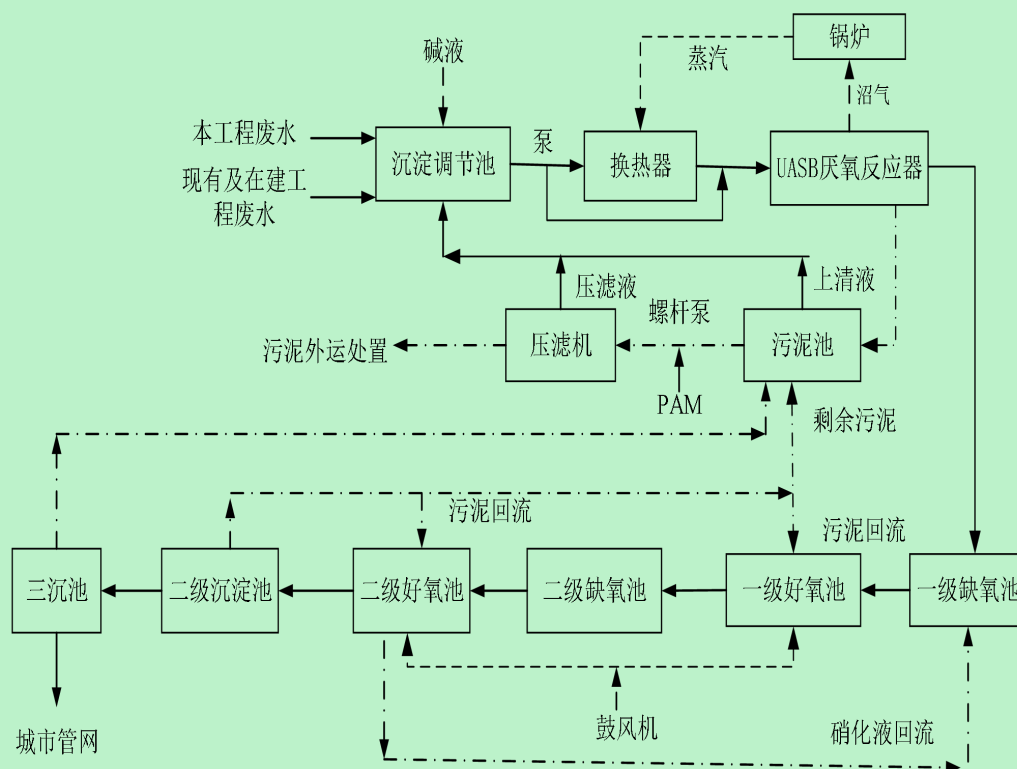 锅炉
碱液
蒸汽
沼气
本工程废水
泵
沉淀调节池
换热器
UASB厌氧反应器
现有及在建工
程废水
压滤液
上清液
螺杆泵
污泥外运处置
压滤机
污泥池
PAM
剩余污泥
污泥回流
污泥回流
三沉池
二级沉淀池
二级好氧池
二级缺氧池
一级好氧池
一级缺氧池
鼓风机
硝化液回流
城市管网